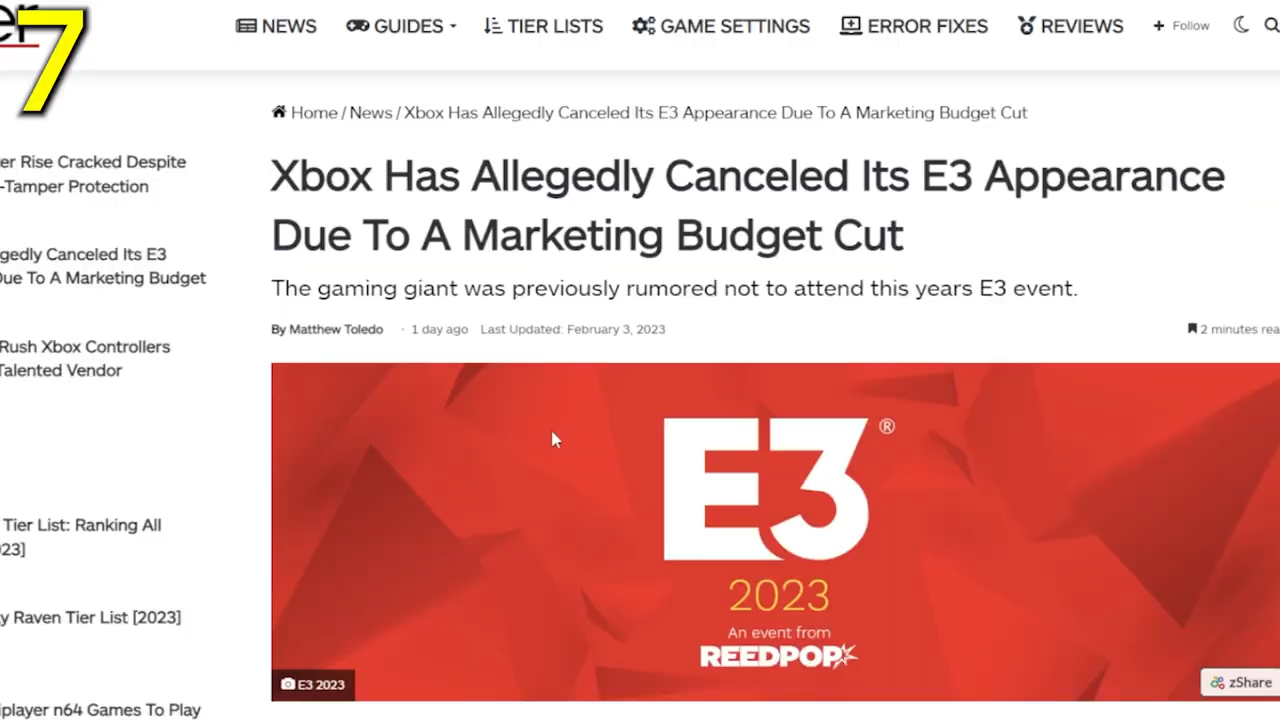 er
7
NEWS GUIDES TIER LISTS GAME SETTINGS ERROR FIXES REVIEWS + Follow
Home / News / Xbox Has Allegedly Canceled Its E3 Appearance Due To A Marketing Budget Cut
Xbox Has Allegedly Canceled Its E3 Appearance
Due To A Marketing Budget Cut
The gaming giant was previously rumored not to attend this years E3 event.
By Matthew Toledo · 1 day ago Last Updated: February 3, 2023 2 minutes rea
er Rise Cracked Despite
-Tamper Protection
gedly Canceled Its E3
Due To A Marketing Budget
Rush Xbox Controllers
Talented Vendor
Tier List: Ranking All
023]
y Raven Tier List [2023]
iplayer n64 Games To Play
E3®
2023
An event from
REEDPOP
E3 2023
zShare